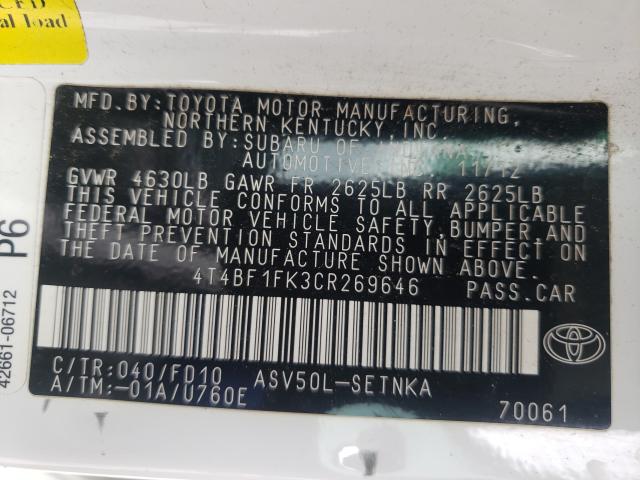 CFD
al load
MFD.BY:TOYOTA MOTOR MANUFACTURING,
NORTHERN KENTUCKY,INC.
ASSEMBLED BY:SUBARU OF
AUTOMOTIVE 11/12
GVWR 4630LB GAWR FR 2625LB RR 2625LB
THIS VEHICLE CONFORMS TO ALL APPLICABLE
FEDERAL MOTOR VEHICLE SAFETY,BUMPER AND
THEFT PREVENTION STANDARDS IN EFFECT ON
THE DATE OF MANUFACTURE SHOWN ABOVE.
4T4BF1FK3CR269646 PASS.CAR
C/TR:040/FD10 ASV50L-SETNKA
A/TM:-01A/U760E
70061
P6
42661-06712